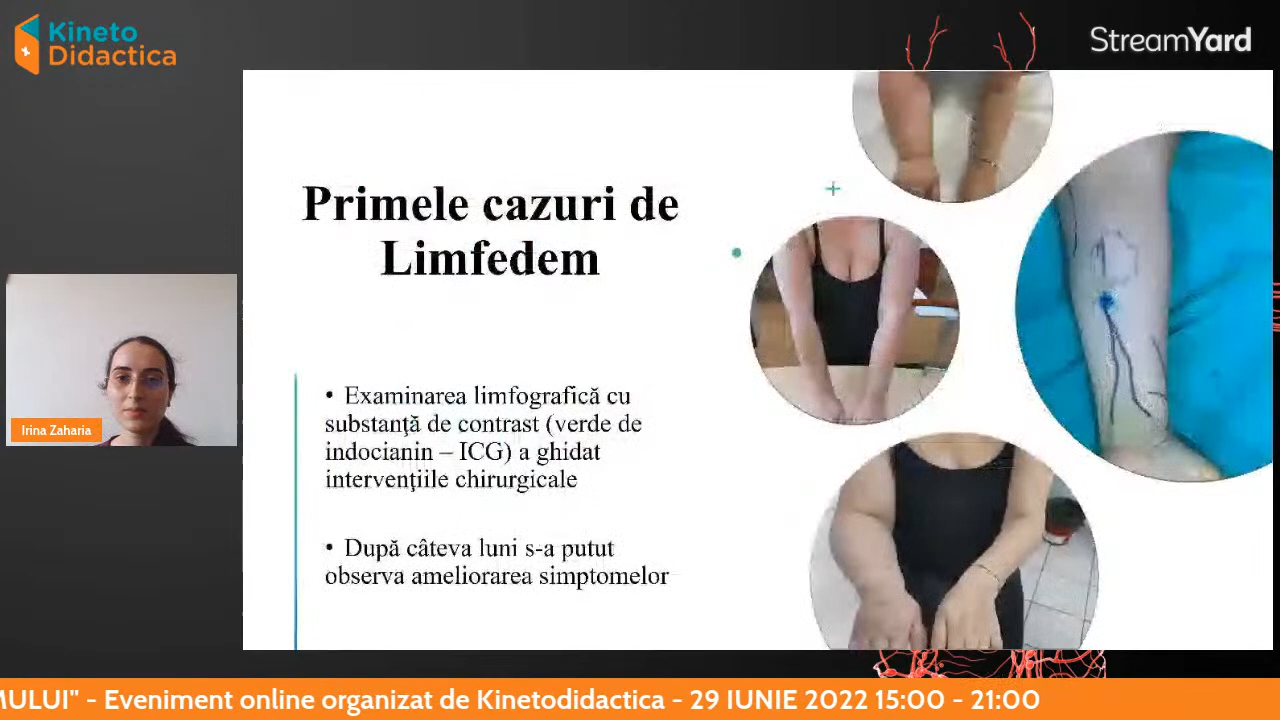 Kineto
Didactica
StreamYard
Primele cazuri de
Limfedem
• Examinarea limfografică cu
substanţă de contrast (verde de
indocianin – ICG) a ghidat
intervenţiile chirurgicale
• După câteva luni s-a putut
observa ameliorarea simptomelor
Irina Zaharia
MULUI" - Eveniment online organizat de Kinetodidactica - 29 IUNIE 2022 15:00 - 21:00